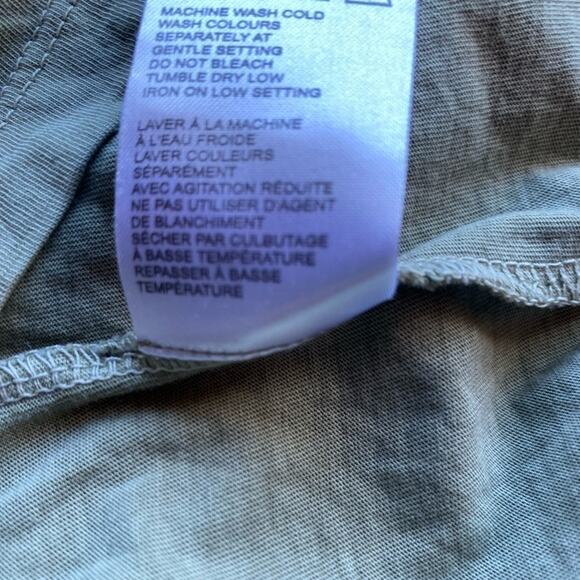 MACHINE WASH COLD
WASH COLOURS
SEPARATELY AT
GENTLE SETTING
DO NOT BLEACH
TUMBLE DRY LOW
IRON ON LOW SETTING
LAVER À LA MACHINE
À L'EAU FROIDE
LAVER COULEURS
SÉPARÉMENT
AVEC AGITATION RÉDUITE
NE PAS UTILISER D'AGENT
DE BLANCHIMENT
SÉCHER PAR CULBUTAGE
À BASSE TEMPÉRATURE
REPASSER À BASSE
TEMPÉRATURE